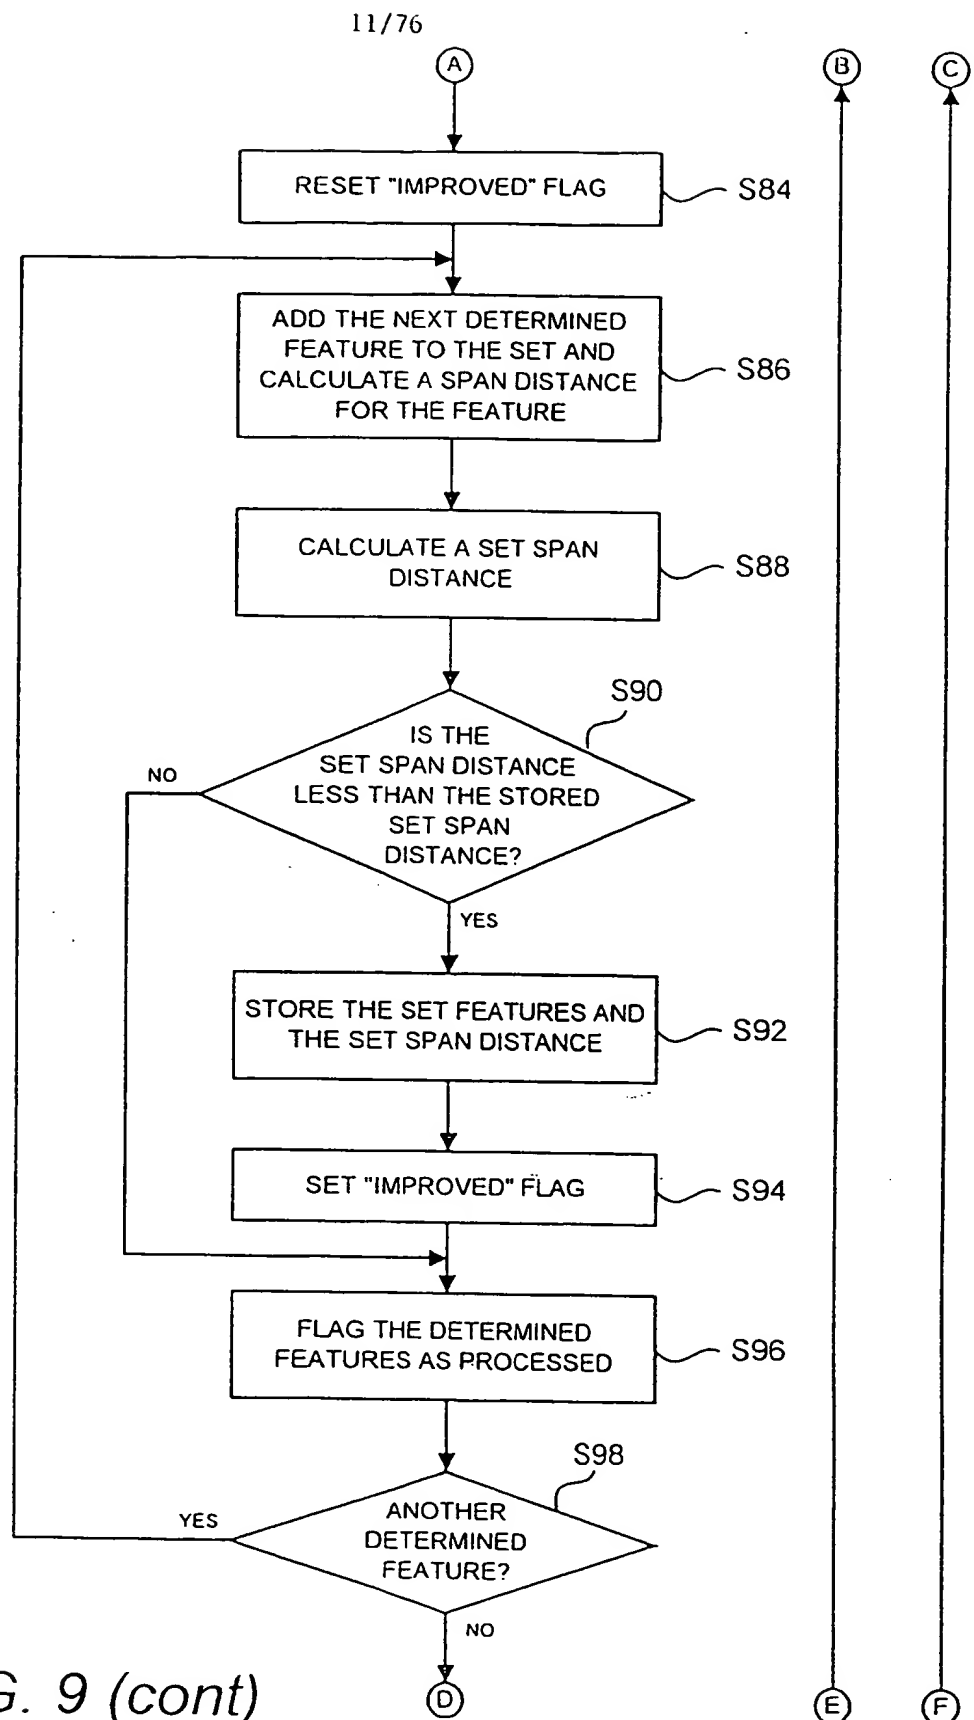 11/76
A
B
C
RESET "IMPROVED" FLAG
S84
ADD THE NEXT DETERMINED
FEATURE TO THE SET AND
CALCULATE A SPAN DISTANCE
FOR THE FEATURE
S86
CALCULATE A SET SPAN
DISTANCE
S88
S90
IS THE
SET SPAN DISTANCE
LESS THAN THE STORED
SET SPAN
DISTANCE?
NO
YES
STORE THE SET FEATURES AND
THE SET SPAN DISTANCE
S92
SET "IMPROVED" FLAG
S94
FLAG THE DETERMINED
FEATURES AS PROCESSED
S96
S98
ANOTHER
DETERMINED
FEATURE?
YES
NO
G. 9 (cont)
D
E
F